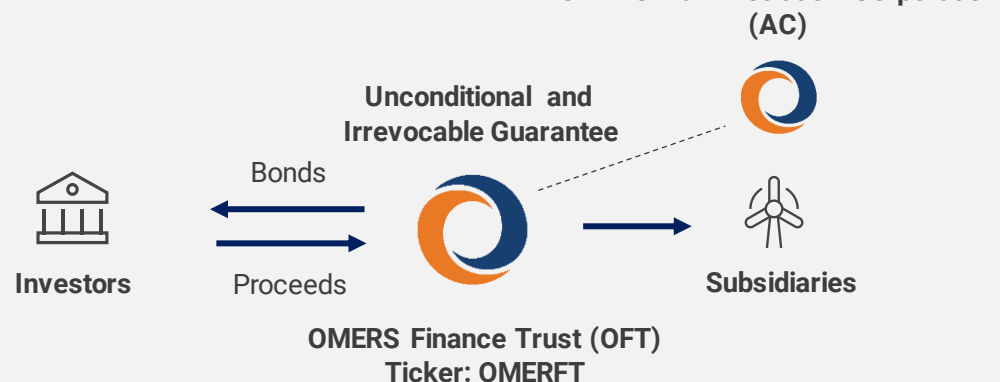 (AC)
Unconditional and
Irrevocable Guarantee
Bonds
Investors
Proceeds
Subsidiaries
OMERS Finance Trust (OFT)
Ticker: OMERFT